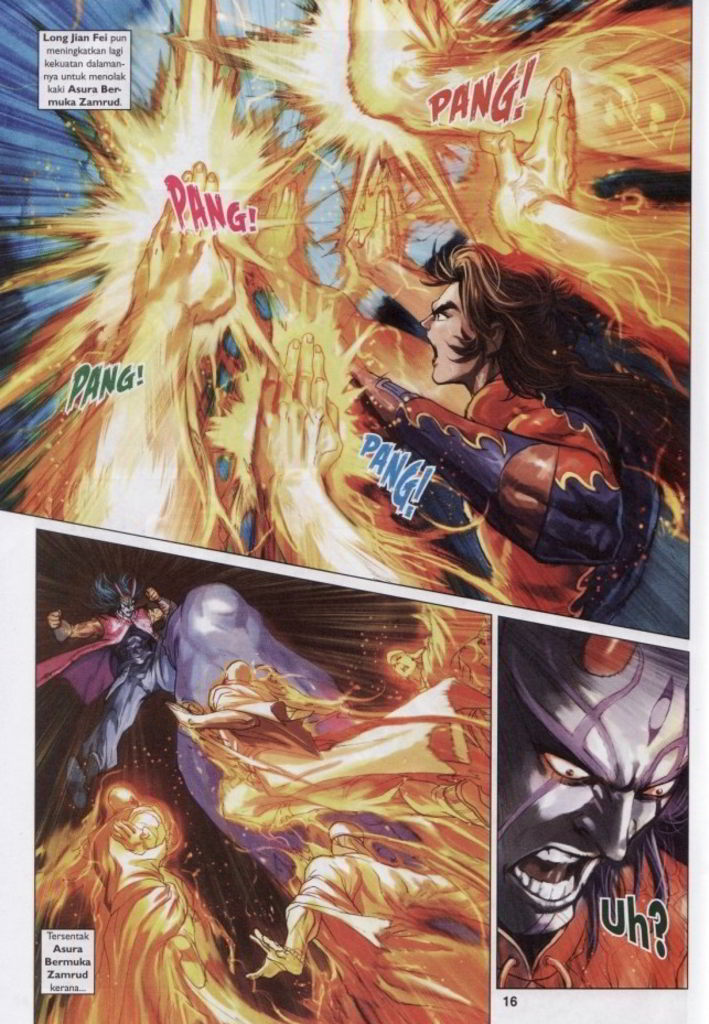 Long Jian Fei pun
meningkatkan lagi
kekuatan dalaman-
nya untuk menolak
kaki Asura Ber-
muka Zamrud.
PANG!
PANG!
PANG!
PANG!
Tersentak
Asura
Bermuka
Zamrud
kerana...
Uh?
16